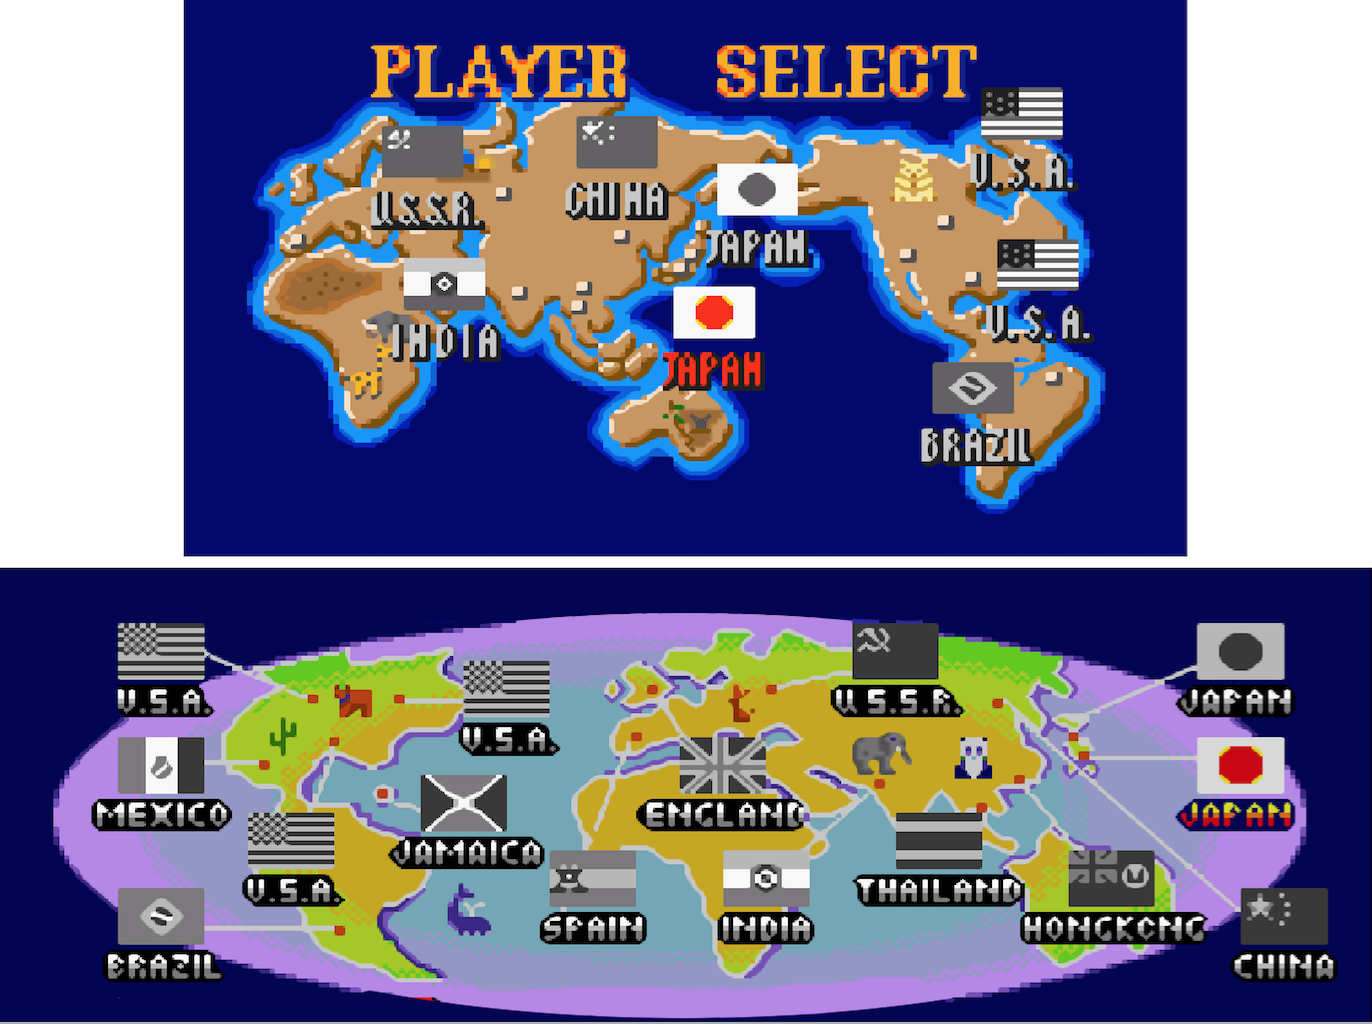 PLAYER SELECT
U.S.A.
U.S.S.R.
CHINA
JAPAN
INDIA
U.S.A.
JAPAN
BRAZIL
U.S.A.
U.S.A.
U.S.S.R.
JAPAN
MEXICO
JAMAICA
ENGLAND
JAPAN
U.S.A.
SPAIN
INDIA
THAILAND
HONGKONG
BRAZIL
CHINA